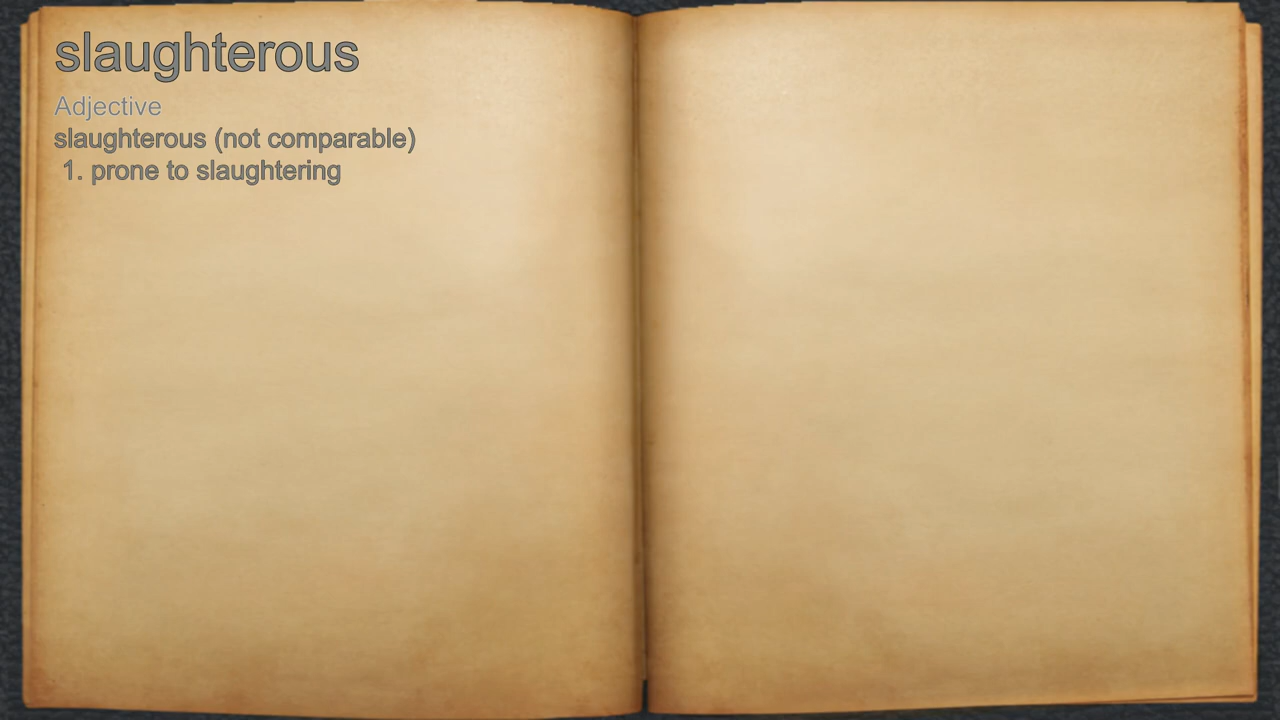 slaughterous
Adjective
slaughterous (not comparable)
1. prone to slaughtering